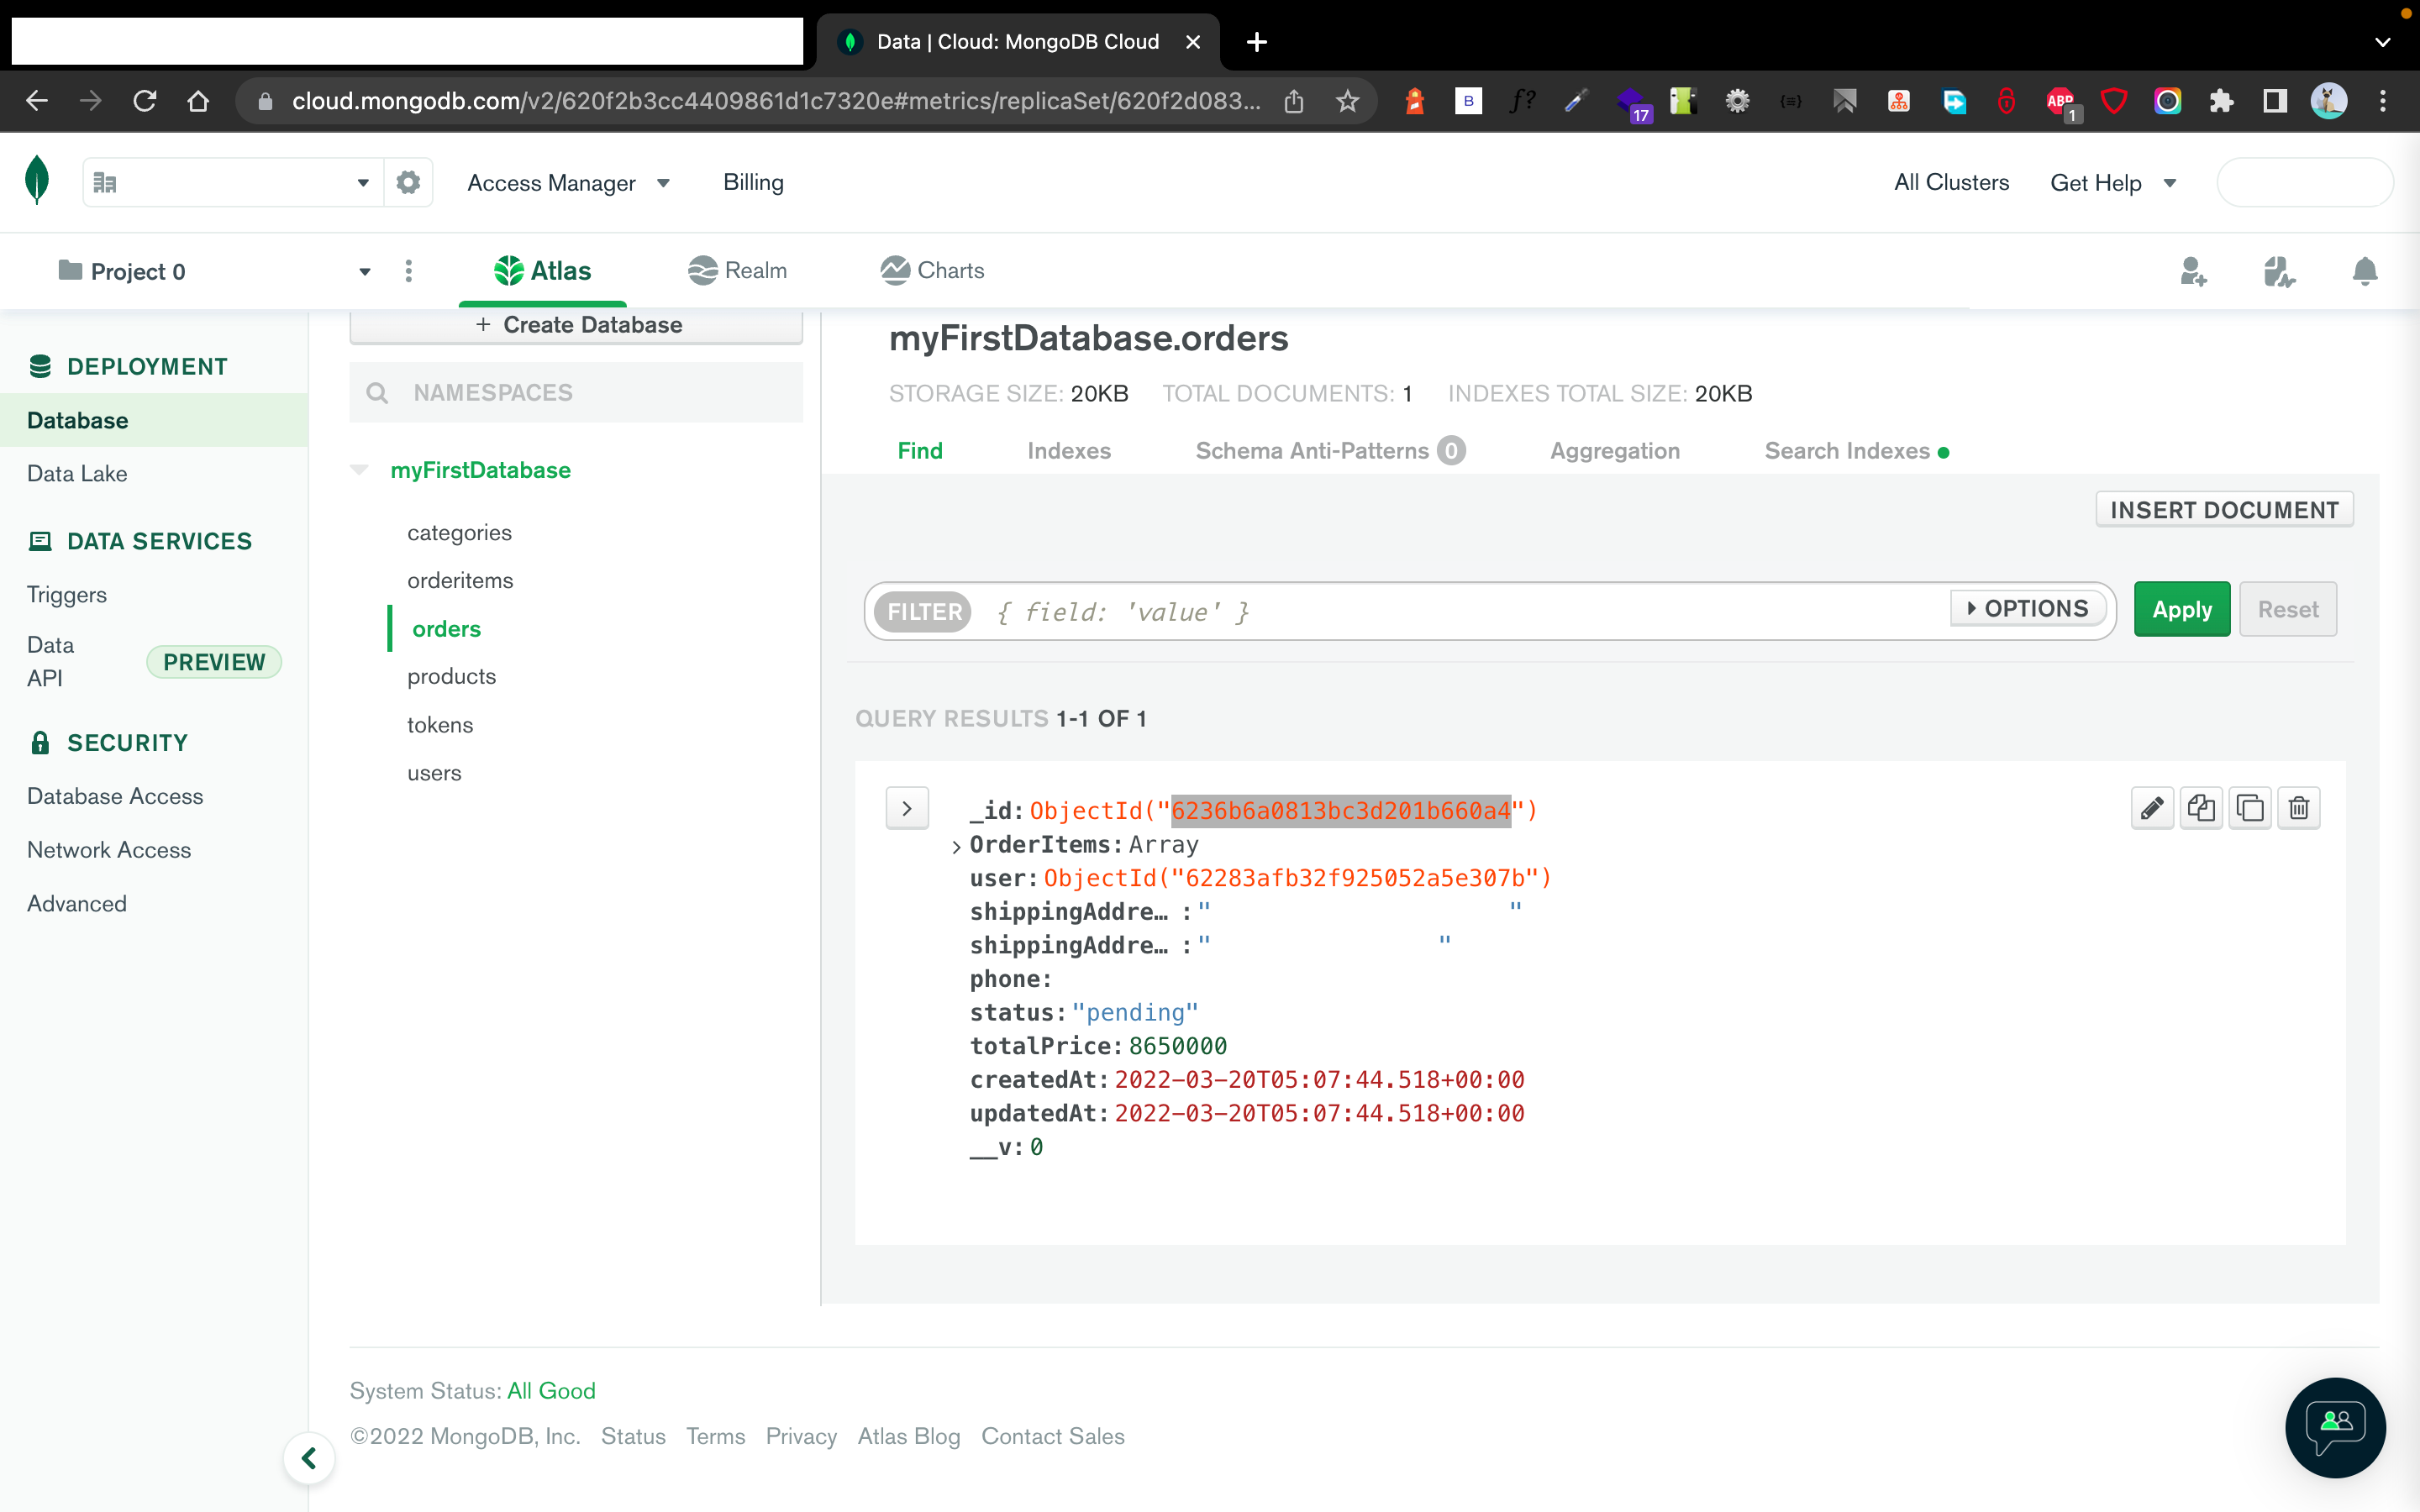 Data | Cloud: MongoDB Cloud
cloud.mongodb.com/v2/620f2b3cc4409861d1c7320e#metrics/replicaSet/620f2d083...
B
f?
17
{≡}
ABP
1
Access Manager
Billing
All Clusters
Get Help
Project 0
Atlas
Realm
Charts
DEPLOYMENT
Database
Data Lake
DATA SERVICES
Triggers
Data API
PREVIEW
SECURITY
Database Access
Network Access
Advanced
+ Create Database
NAMESPACES
myFirstDatabase
categories
orderitems
orders
products
tokens
users
myFirstDatabase.orders
STORAGE SIZE: 20KB TOTAL DOCUMENTS: 1 INDEXES TOTAL SIZE: 20KB
Find Indexes Schema Anti-Patterns 0 Aggregation Search Indexes
INSERT DOCUMENT
FILTER { field: 'value' } OPTIONS Apply Reset
QUERY RESULTS 1-1 OF 1
_id: ObjectId("6236b6a0813bc3d201b660a4")
OrderItems: Array
user: ObjectId("62283afb32f925052a5e307b")
shippingAddre… : " "
shippingAddre… : " "
phone:
status: "pending"
totalPrice: 8650000
createdAt: 2022-03-20T05:07:44.518+00:00
updatedAt: 2022-03-20T05:07:44.518+00:00
__v: 0
System Status: All Good
©2022 MongoDB, Inc. Status Terms Privacy Atlas Blog Contact Sales